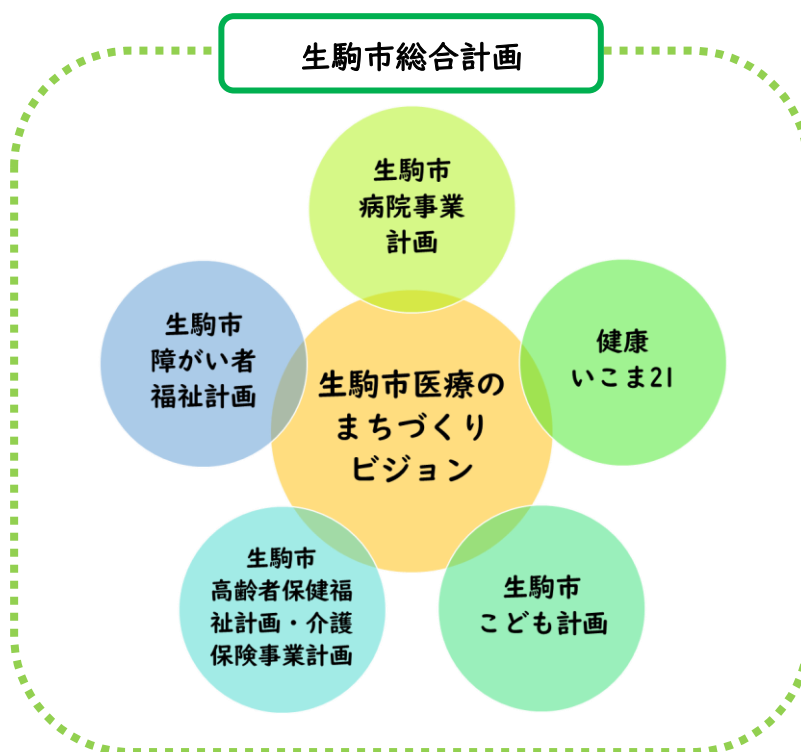 生駒市総合計画
生駒市
病院事業
計画
健康
いこま21
生駒市
障がい者
福祉計画
生駒市医療の
まちづくり
ビジョン
生駒市
高齢者保健福
祉計画・介護
保険事業計画
生駒市
こども計画